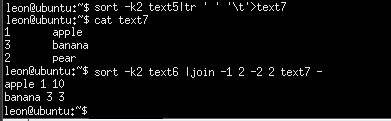 leon@ubuntu:~$ sort -k2 text5|tr ' ' '\t'>text7
leon@ubuntu:~$ cat text7
1 apple
3 banana
2 pear
leon@ubuntu:~$ sort -k2 text6 |join -1 2 -2 2 text7 -
apple 1 10
banana 3 3
leon@ubuntu:~$